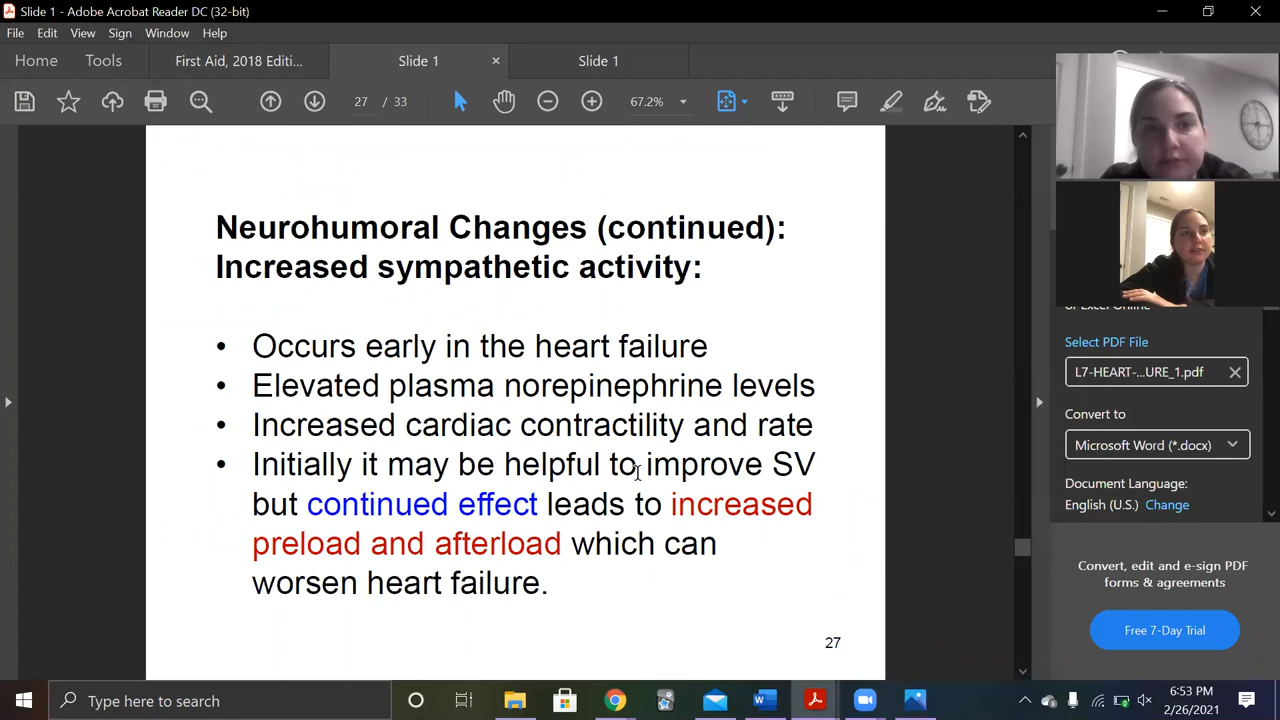 Slide 1 - Adobe Acrobat Reader DC (32-bit)
File Edit View Sign Window Help
Home Tools First Aid, 2018 Editi... Slide 1 × Slide 1
27 / 33 67.2%
Neurohumoral Changes (continued):
Increased sympathetic activity:
• Occurs early in the heart failure
• Elevated plasma norepinephrine levels
• Increased cardiac contractility and rate
• Initially it may be helpful to improve SV
but continued effect leads to increased
preload and afterload which can
worsen heart failure.
27
Select PDF File
L7-HEART-...URE_1.pdf
Convert to
Microsoft Word (*.docx)
Document Language:
English (U.S.) Change
Convert, edit and e-sign PDF
forms & agreements
Free 7-Day Trial
Type here to search
6:53 PM
2/26/2021